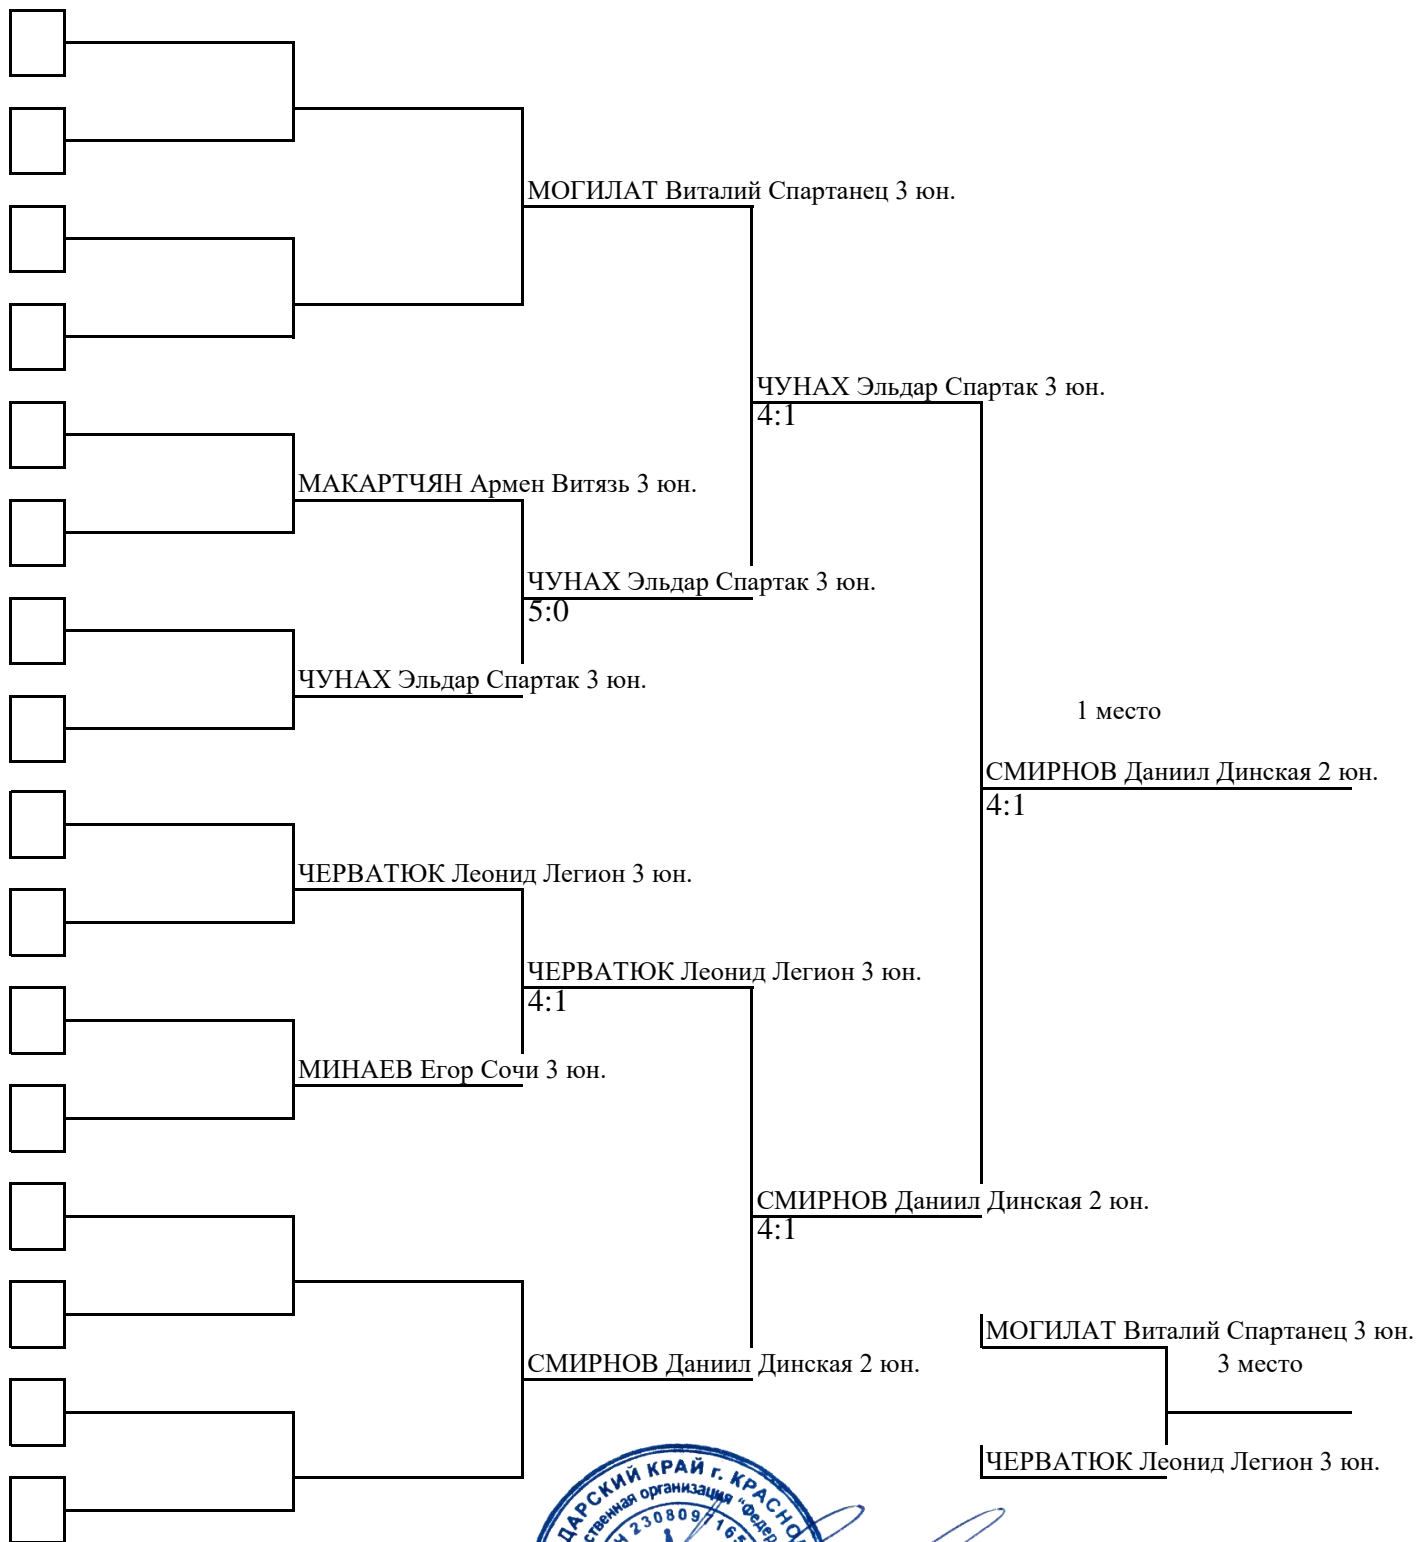 МОГИЛАТ Виталий Спартанец 3 юн.
ЧУНАХ Эльдар Спартак 3 юн.
4:1
МАКАРТЧЯН Армен Витязь 3 юн.
ЧУНАХ Эльдар Спартак 3 юн.
5:0
ЧУНАХ Эльдар Спартак 3 юн.
1 место
СМИРНОВ Даниил Динская 2 юн.
4:1
ЧЕРВАТЮК Леонид Легион 3 юн.
ЧЕРВАТЮК Леонид Легион 3 юн.
4:1
МИНАЕВ Егор Сочи 3 юн.
СМИРНОВ Даниил Динская 2 юн.
4:1
МОГИЛАТ Виталий Спартанец 3 юн.
СМИРНОВ Даниил Динская 2 юн.
3 место
ЧЕРВАТЮК Леонид Легион 3 юн.
КРАЙ г.
организация